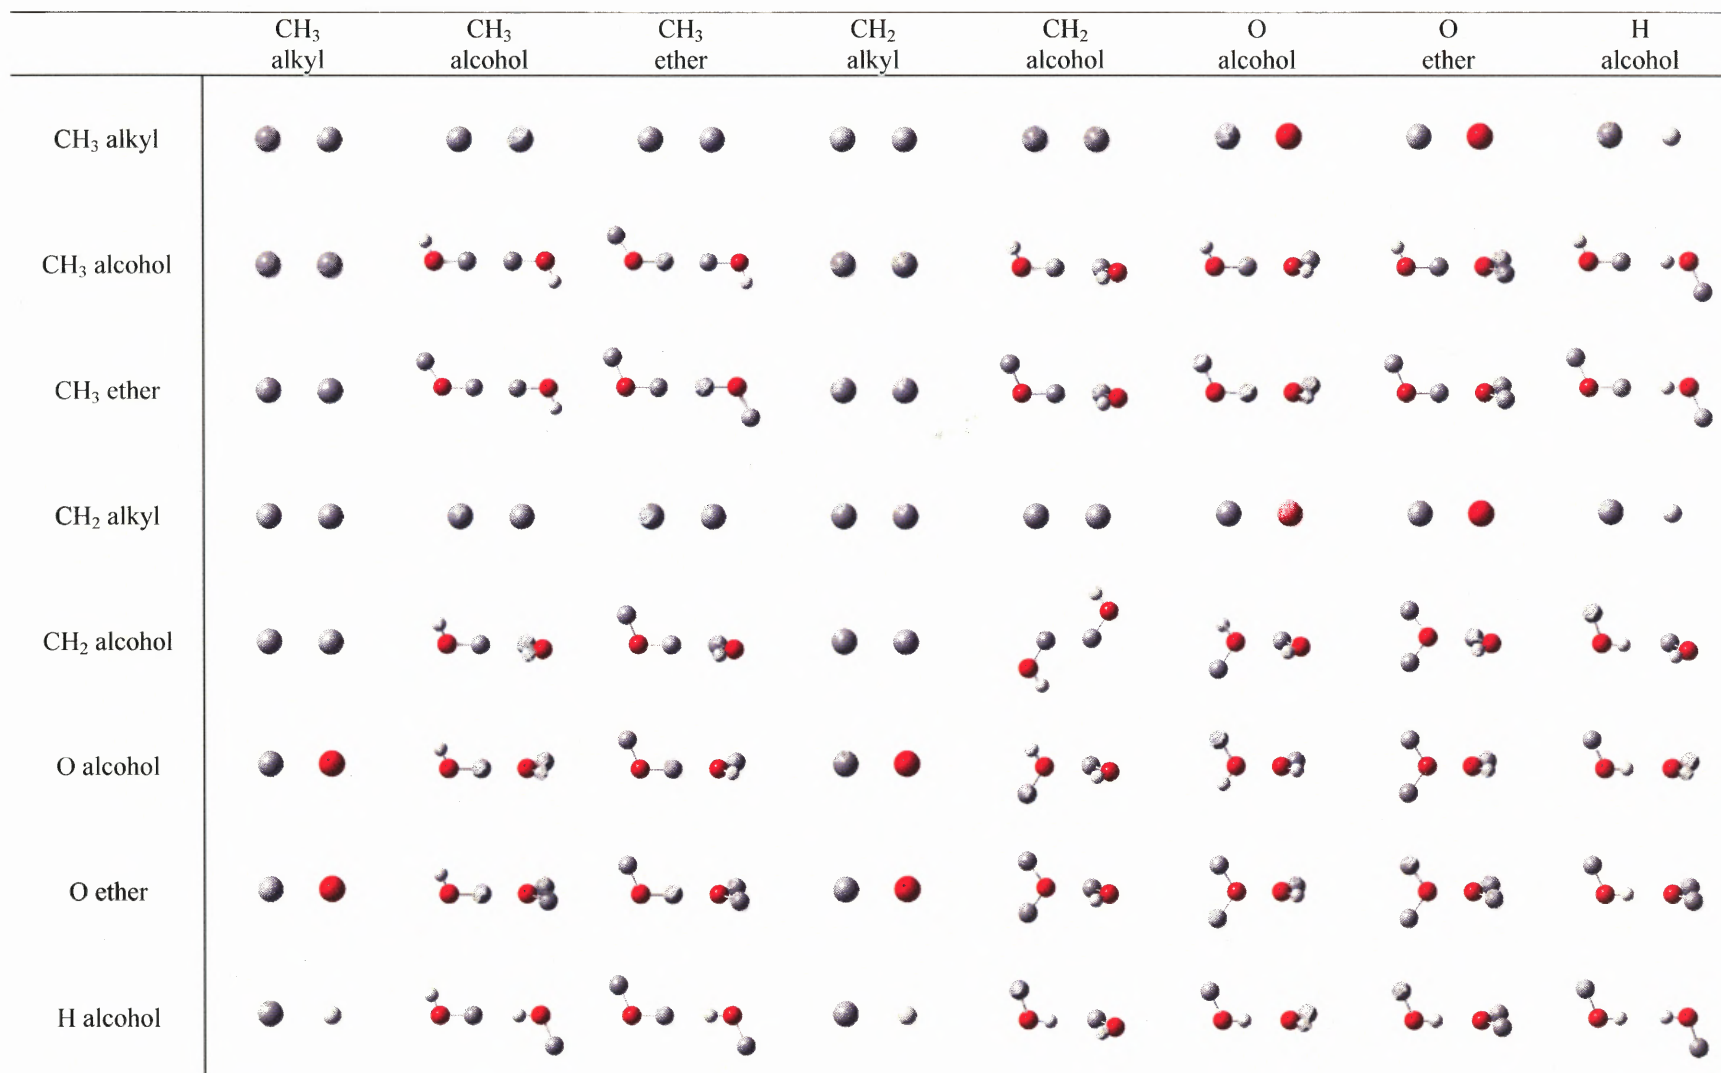 CH₃ CH₃ CH₃ CH₂ CH₂ O O H
alkyl alcohol ether alkyl alcohol alcohol ether alcohol
CH₃ alkyl
CH₃ alcohol
CH₃ ether
CH₂ alkyl
CH₂ alcohol
O alcohol
O ether
H alcohol